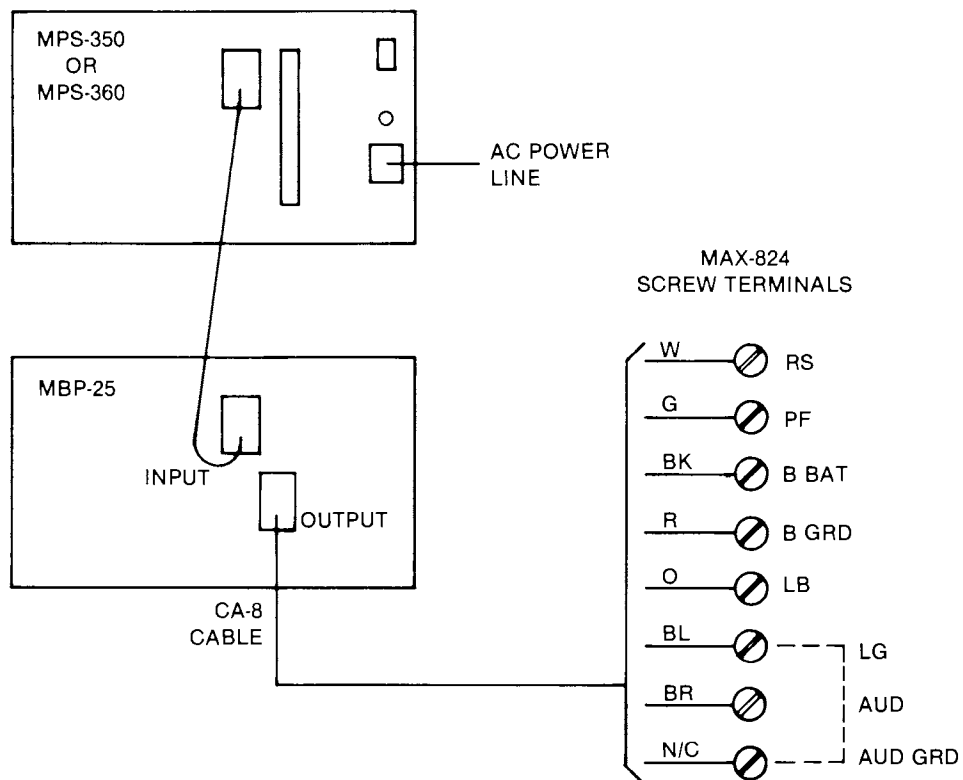 MPS-350
OR
MPS-360
AC POWER
LINE
MAX-824
SCREW TERMINALS
MBP-25
INPUT
OUTPUT
CA-8
CABLE
W RS
G PF
BK B BAT
R B GRD
O LB
BL LG
BR AUD
N/C AUD GRD